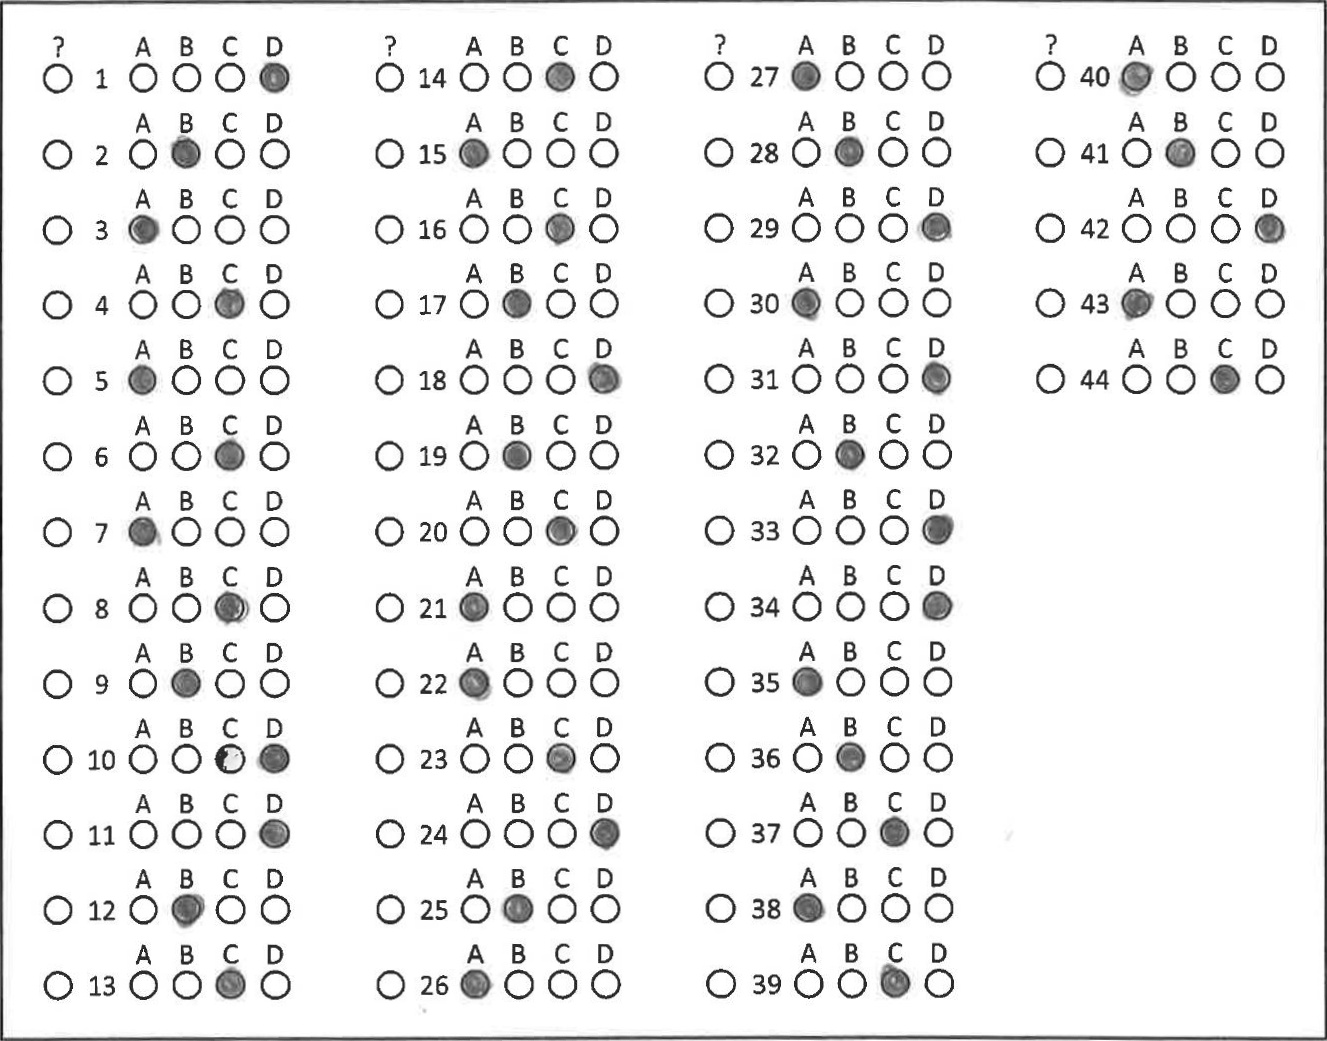 ? A B C D
1
A B C D
2
A B C D
3
A B C D
4
A B C D
5
A B C D
6
A B C D
7
A B C D
8
A B C D
9
A B C D
10
A B C D
11
A B C D
12
A B C D
13
? A B C D
14
A B C D
15
A B C D
16
A B C D
17
A B C D
18
A B C D
19
A B C D
20
A B C D
21
A B C D
22
A B C D
23
A B C D
24
A B C D
25
A B C D
26
? A B C D
27
A B C D
28
A B C D
29
A B C D
30
A B C D
31
A B C D
32
A B C D
33
A B C D
34
A B C D
35
A B C D
36
A B C D
37
A B C D
38
A B C D
39
? A B C D
40
A B C D
41
A B C D
42
A B C D
43
A B C D
44